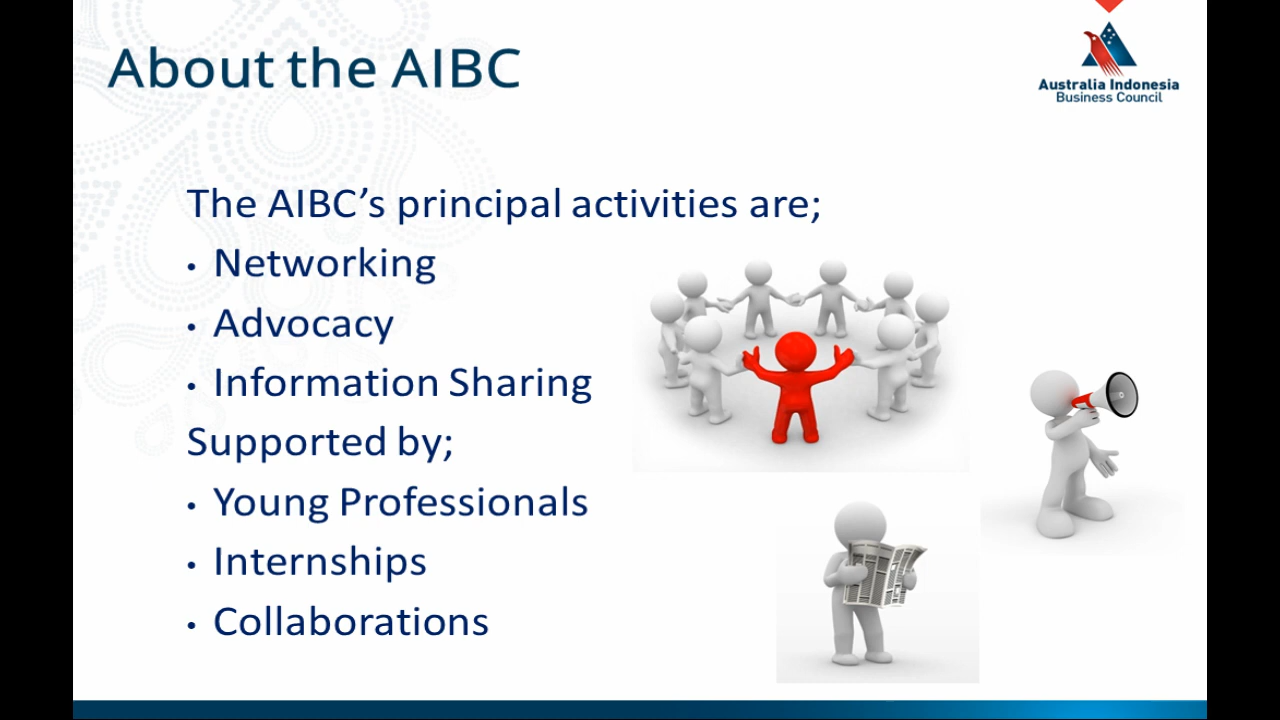 About the AIBC
Australia Indonesia
Business Council
The AIBC’s principal activities are;
• Networking
• Advocacy
• Information Sharing
Supported by;
• Young Professionals
• Internships
• Collaborations